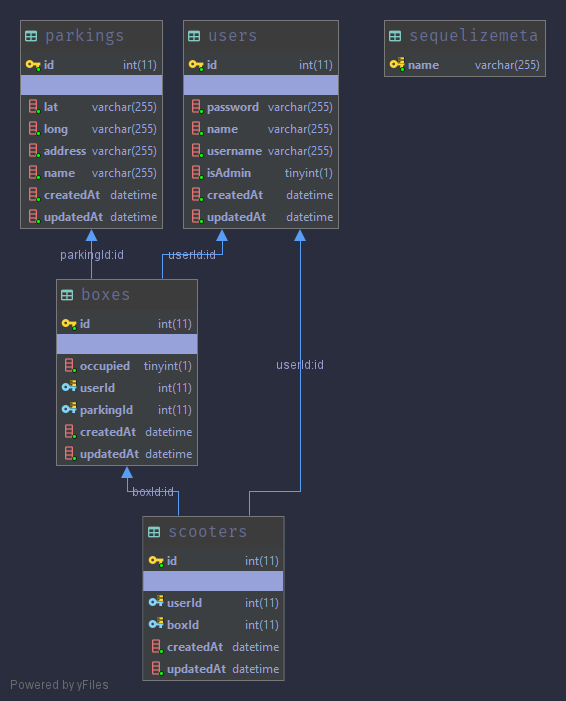 parkings
id int(11)
lat varchar(255)
long varchar(255)
address varchar(255)
name varchar(255)
createdAt datetime
updatedAt datetime
users
id int(11)
password varchar(255)
name varchar(255)
username varchar(255)
isAdmin tinyint(1)
createdAt datetime
updatedAt datetime
sequelizemeta
name varchar(255)
parkingId:id
userId:id
boxes
id int(11)
occupied tinyint(1)
userId int(11)
parkingId int(11)
createdAt datetime
updatedAt datetime
userId:id
boxId:id
scooters
id int(11)
userId int(11)
boxId int(11)
createdAt datetime
updatedAt datetime
Powered by yFiles